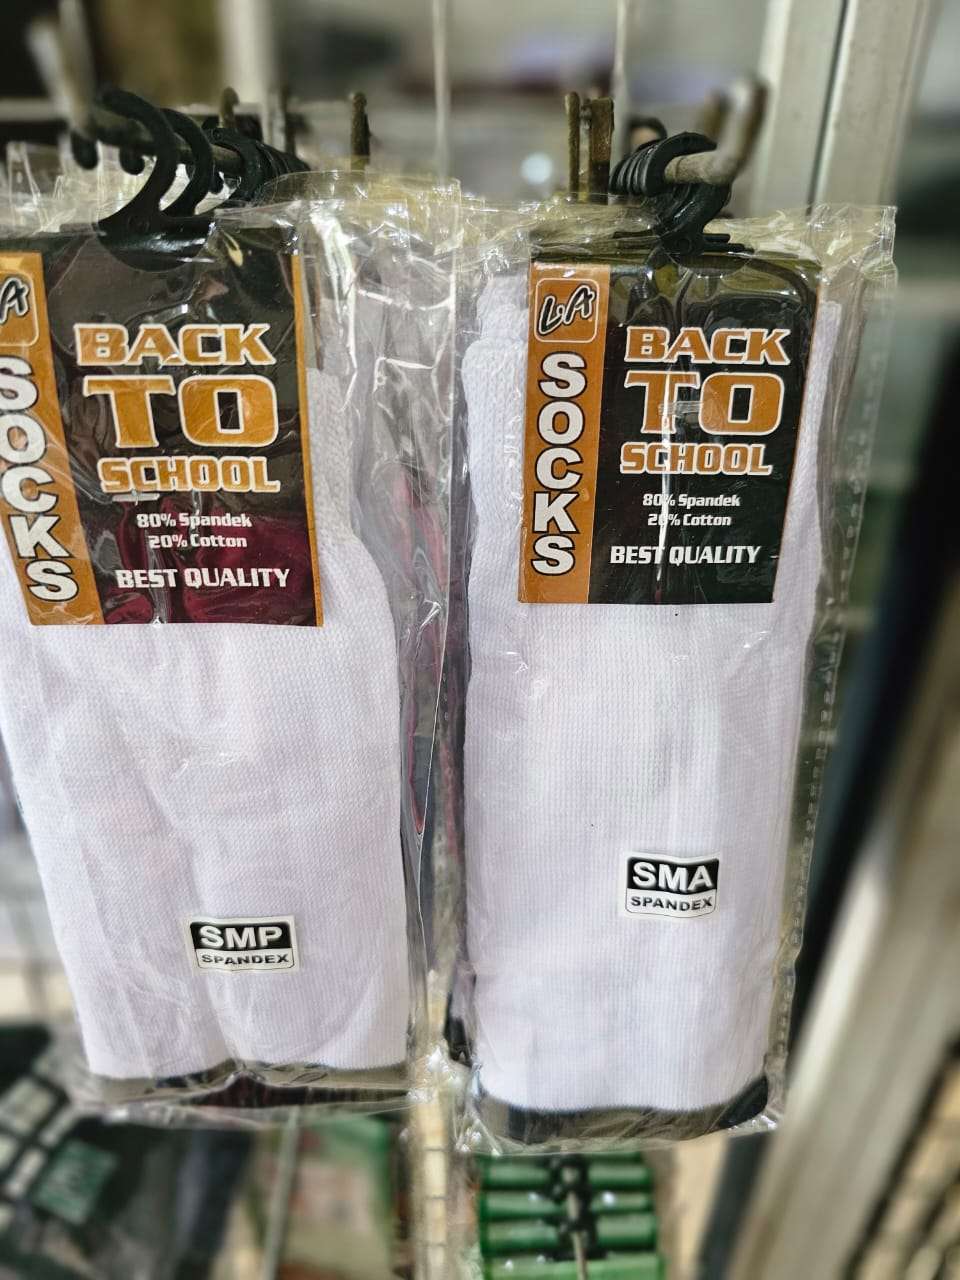 A
SOCKS
BACK
TO
SCHOOL
80% Spandek
20% Cotton
BEST QUALITY
SMP
SPANDEX
LA
SOCKS
BACK
TO
SCHOOL
80% Spandek
20% Cotton
BEST QUALITY
SMA
SPANDEX